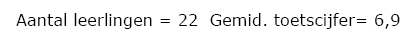 Aantal leerlingen = 22  Gemid. toetscijfer= 6,9